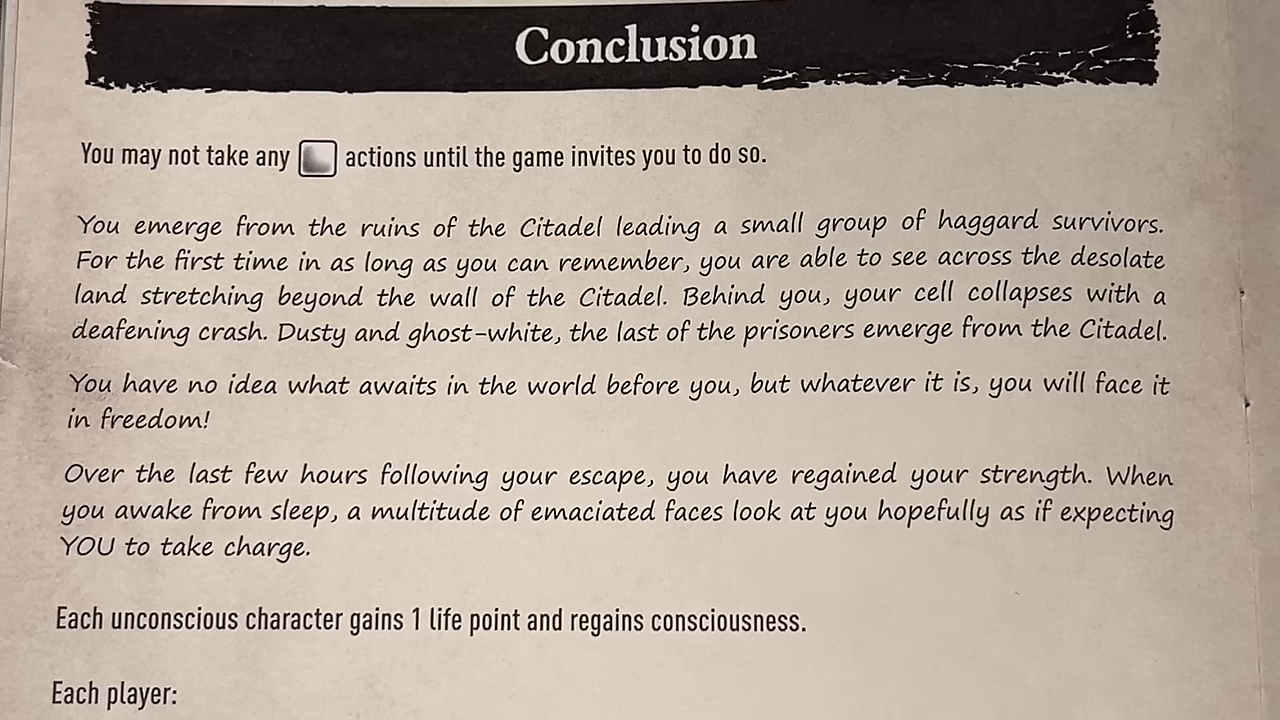 Conclusion
You may not take any actions until the game invites you to do so.
You emerge from the ruins of the Citadel leading a small group of haggard survivors.
For the first time in as long as you can remember, you are able to see across the desolate
land stretching beyond the wall of the Citadel. Behind you, your cell collapses with a
deafening crash. Dusty and ghost-white, the last of the prisoners emerge from the Citadel.
You have no idea what awaits in the world before you, but whatever it is, you will face it
in freedom!
Over the last few hours following your escape, you have regained your strength. When
you awake from sleep, a multitude of emaciated faces look at you hopefully as if expecting
YOU to take charge.
Each unconscious character gains 1 life point and regains consciousness.
Each player: